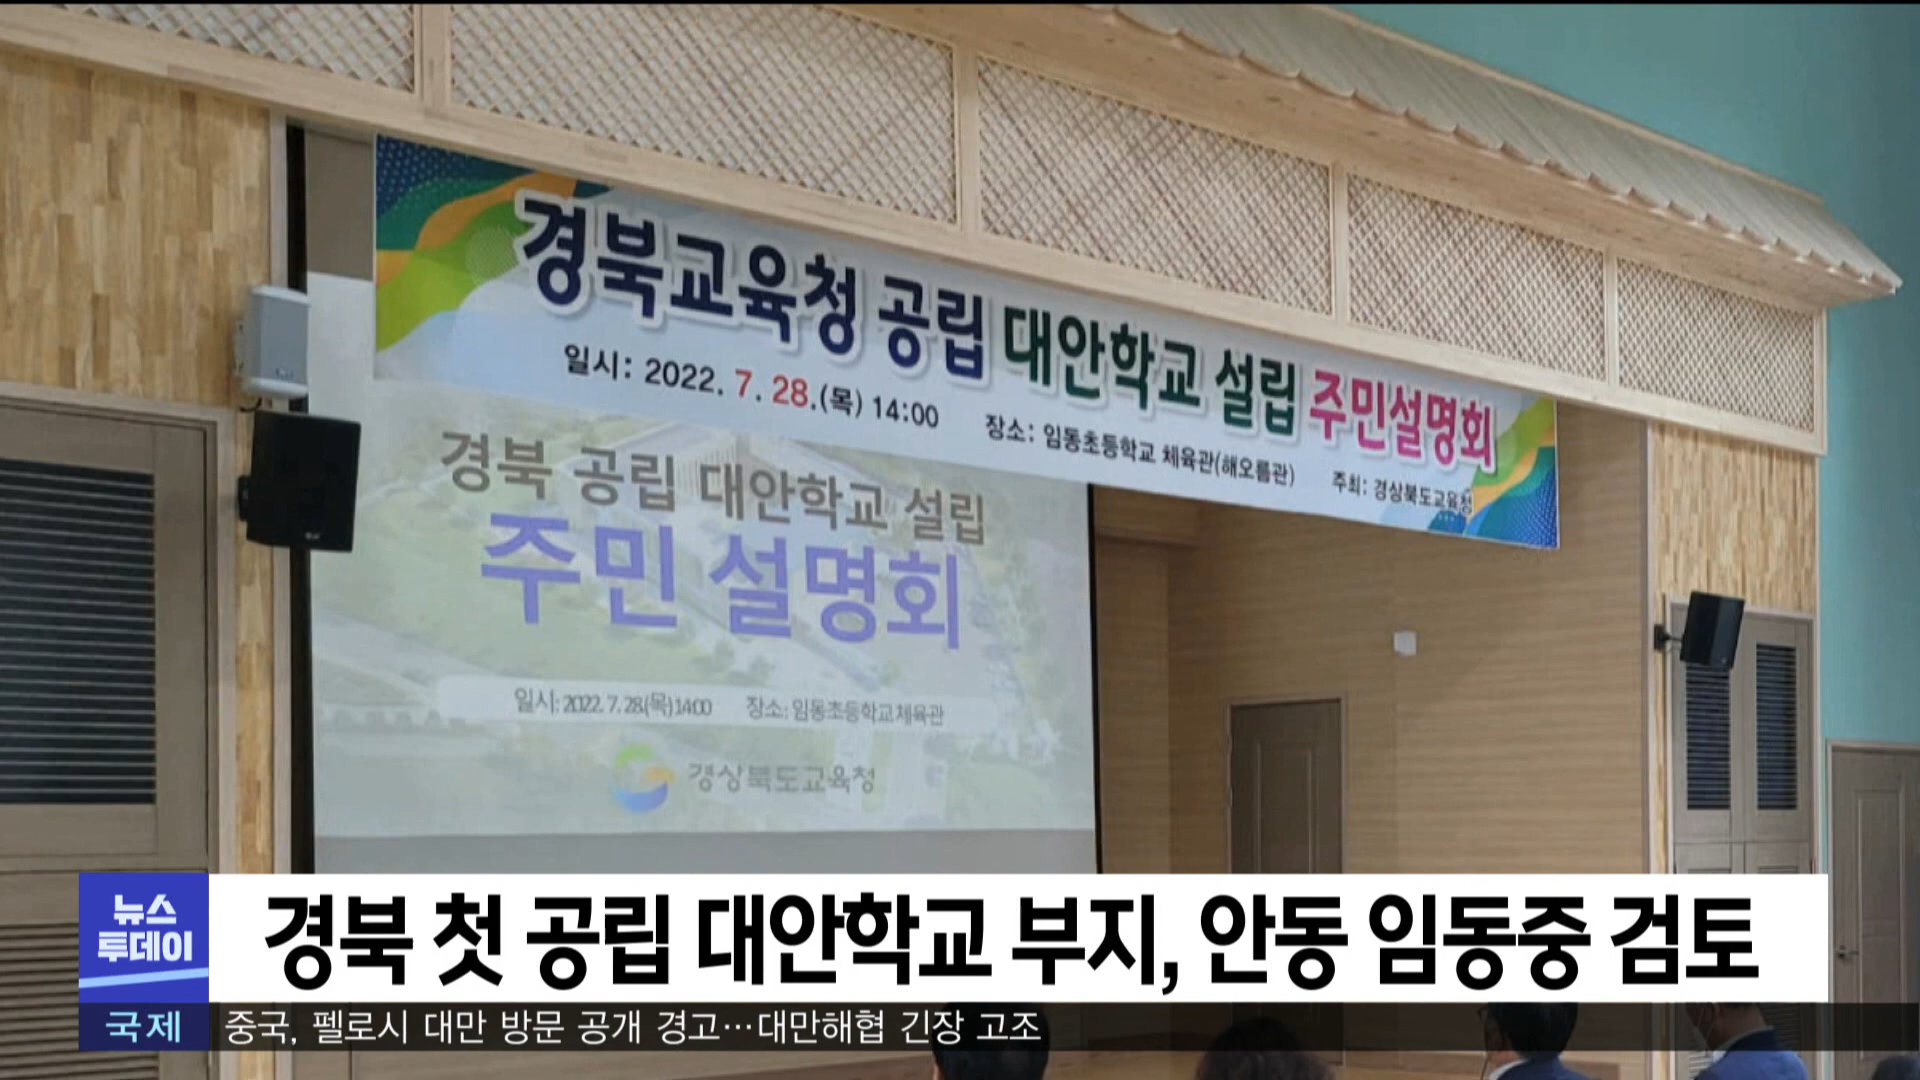 경북교육청 공립 대안학교 설립 주민설명회
일시: 2022. 7. 28.(목) 14:00 장소: 임동초등학교 체육관(해오름관) 주최: 경상북도교육청
경북 공립 대안학교 설립
주민 설명회
일시: 2022. 7. 28.(목) 14:00 장소: 임동초등학교 체육관
경상북도교육청
뉴스
투데이
경북 첫 공립 대안학교 부지, 안동 임동중 검토
국제 중국, 펠로시 대만 방문 공개 경고…대만해협 긴장 고조